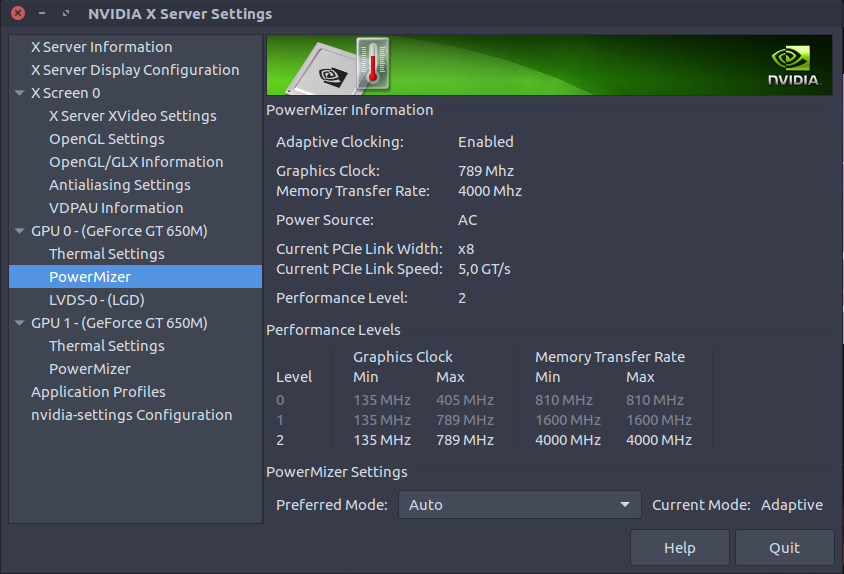 NVIDIA X Server Settings
X Server Information
X Server Display Configuration
X Screen 0
X Server XVideo Settings
OpenGL Settings
OpenGL/GLX Information
Antialiasing Settings
VDPAU Information
GPU 0 - (GeForce GT 650M)
Thermal Settings
PowerMizer
LVDS-0 - (LGD)
GPU 1 - (GeForce GT 650M)
Thermal Settings
PowerMizer
Application Profiles
nvidia-settings Configuration
NVIDIA.
PowerMizer Information
Adaptive Clocking: Enabled
Graphics Clock: 789 Mhz
Memory Transfer Rate: 4000 Mhz
Power Source: AC
Current PCIe Link Width: x8
Current PCIe Link Speed: 5,0 GT/s
Performance Level: 2
Performance Levels
Graphics Clock Memory Transfer Rate
Level Min Max Min Max
0 135 MHz 405 MHz 810 MHz 810 MHz
1 135 MHz 789 MHz 1600 MHz 1600 MHz
2 135 MHz 789 MHz 4000 MHz 4000 MHz
PowerMizer Settings
Preferred Mode: Auto Current Mode: Adaptive
Help Quit